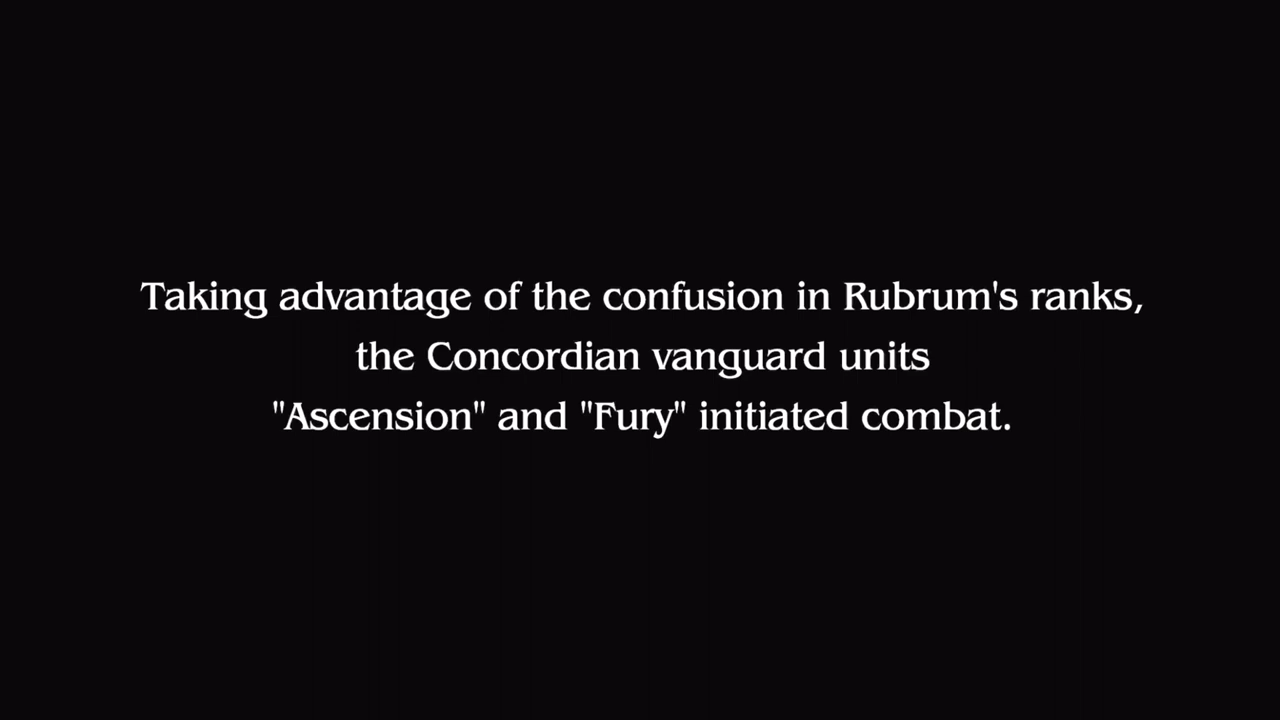 Taking advantage of the confusion in Rubrum's ranks,
the Concordian vanguard units
"Ascension" and "Fury" initiated combat.